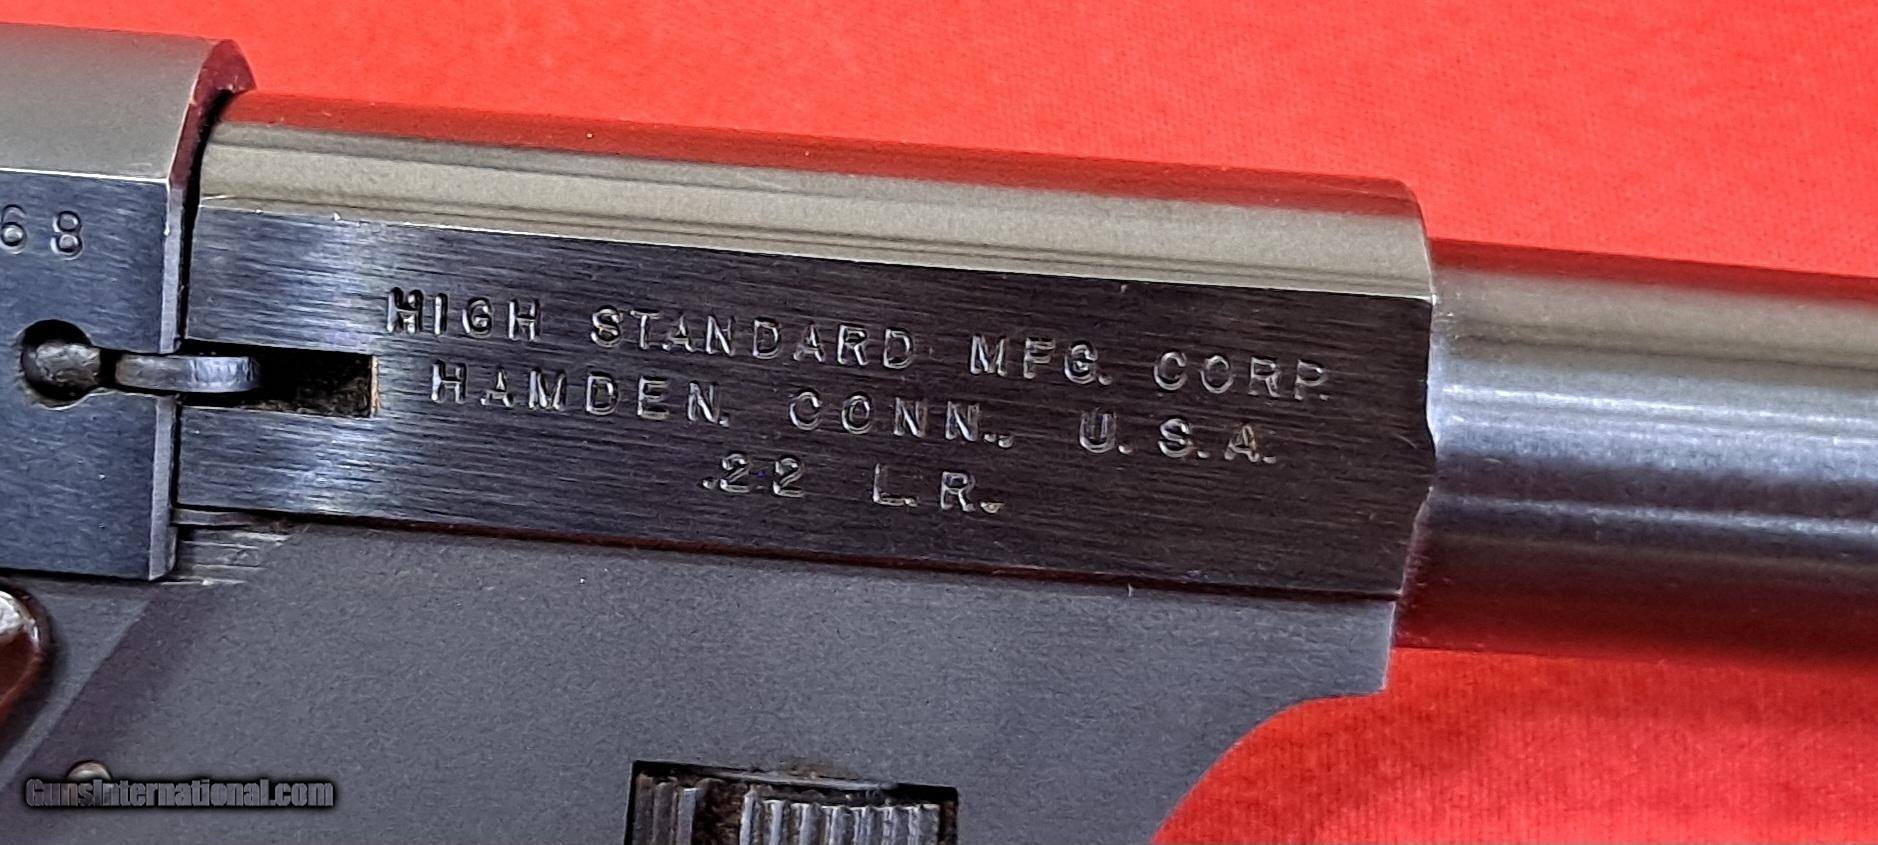 68
HIGH STANDARD MFG. CORP.
HAMDEN. CONN., U.S.A.
.22 L.R.
GunsInternational.com